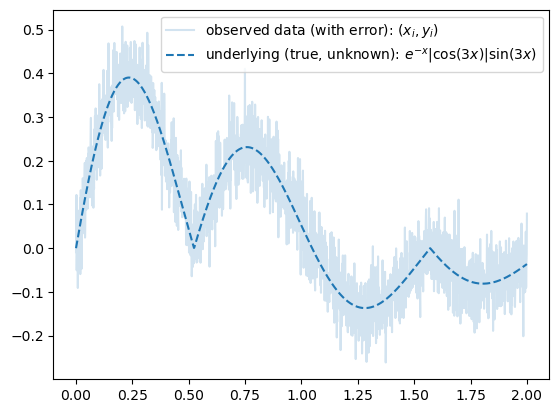 observed data (with error): (xᵢ, yᵢ)
underlying (true, unknown): e⁻ˣ|cos(3x)|sin(3x)
0.5
0.4
0.3
0.2
0.1
0.0
−0.1
−0.2
0.00 0.25 0.50 0.75 1.00 1.25 1.50 1.75 2.00